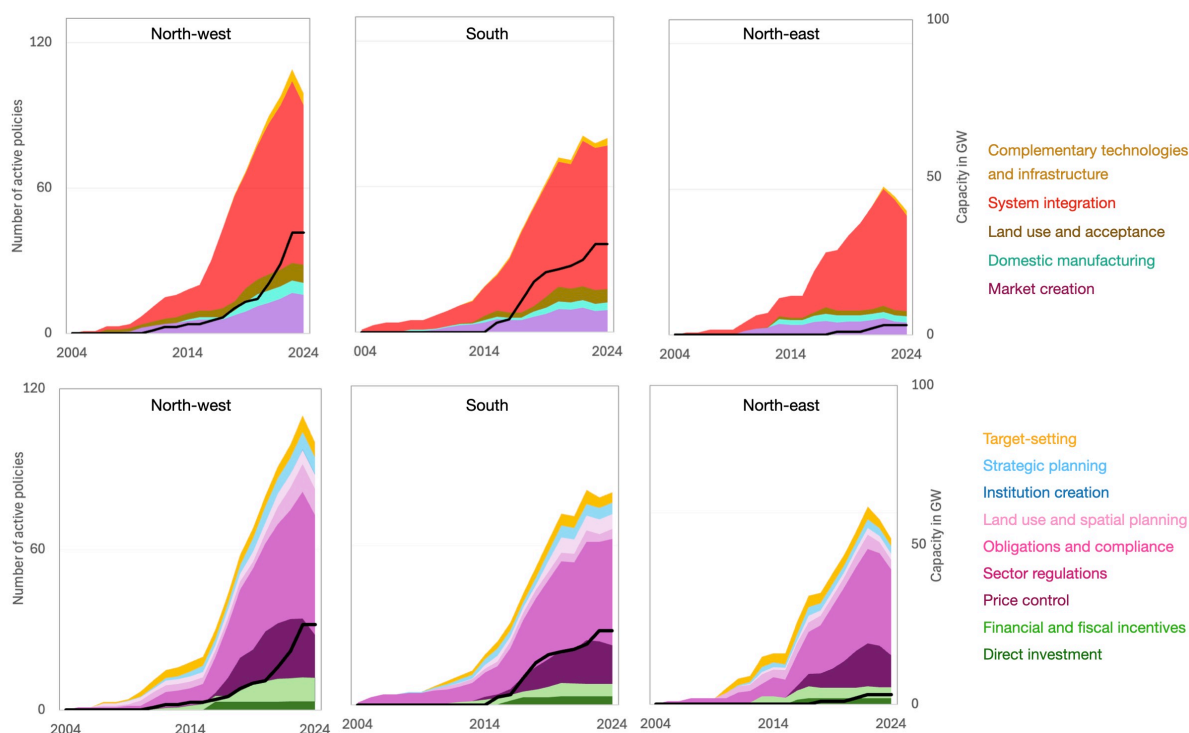 North-west
South
North-east
100
120
Number of active policies
Capacity in GW
60
50
0
0
2004
2014
2024
004
2014
2024
2004
2014
2024
Complementary technologies
and infrastructure
System integration
Land use and acceptance
Domestic manufacturing
Market creation
North-west
South
North-east
100
120
Number of active policies
Capacity in GW
60
50
0
0
2004
2014
2024
2004
2014
2024
2004
2014
2024
Target-setting
Strategic planning
Institution creation
Land use and spatial planning
Obligations and compliance
Sector regulations
Price control
Financial and fiscal incentives
Direct investment